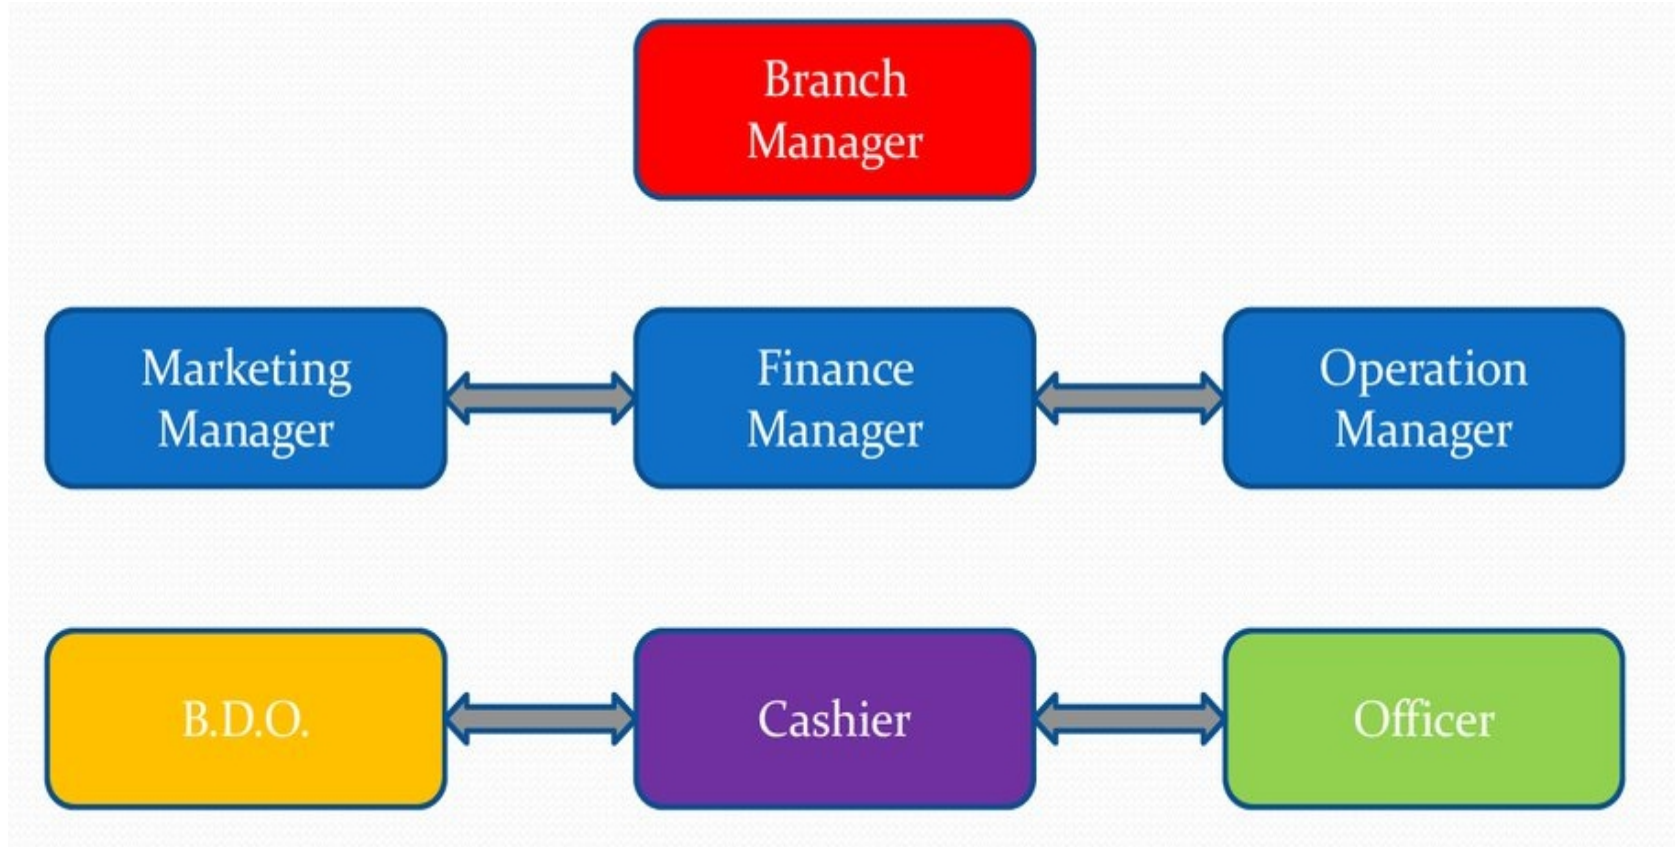 Branch
Manager
Marketing
Manager
Finance
Manager
Operation
Manager
B.D.O.
Cashier
Officer